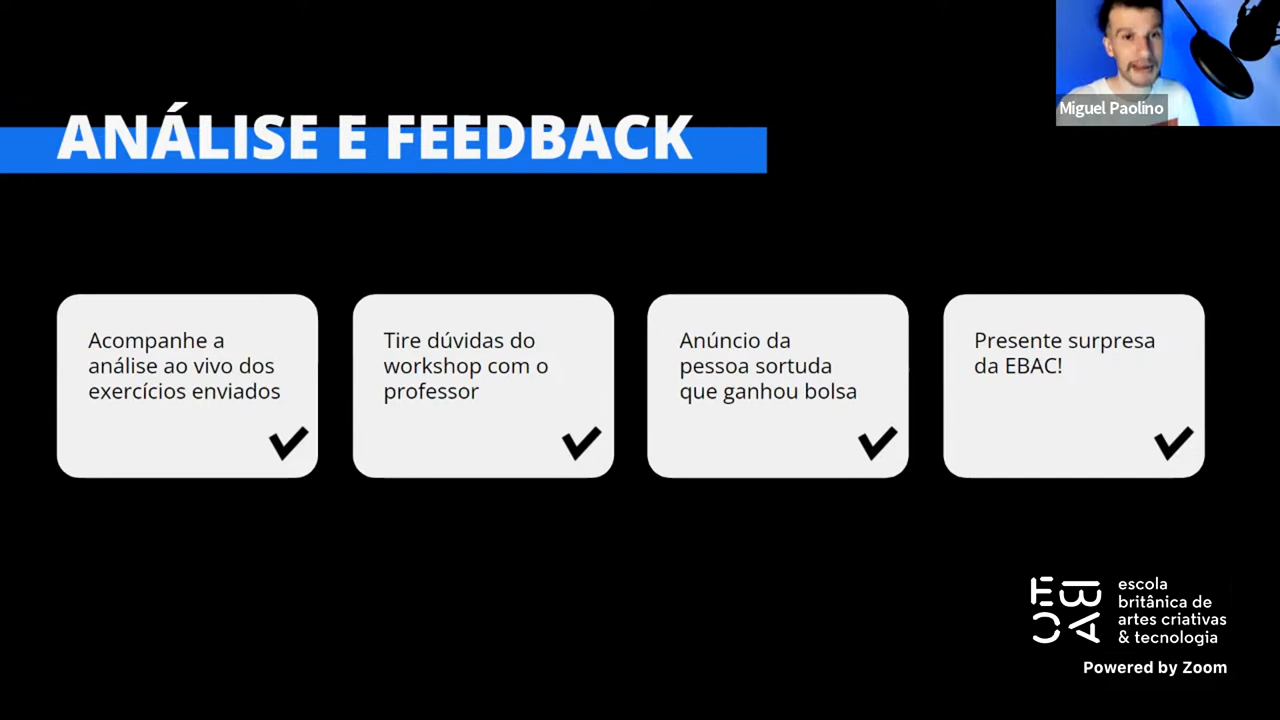 Miguel Paolino
ANÁLISE E FEEDBACK
Acompanhe a
análise ao vivo dos
exercícios enviados
Tire dúvidas do
workshop com o
professor
Anúncio da
pessoa sortuda
que ganhou bolsa
Presente surpresa
da EBAC!
EBAC
escola
britânica de
artes criativas
& tecnologia
Powered by Zoom